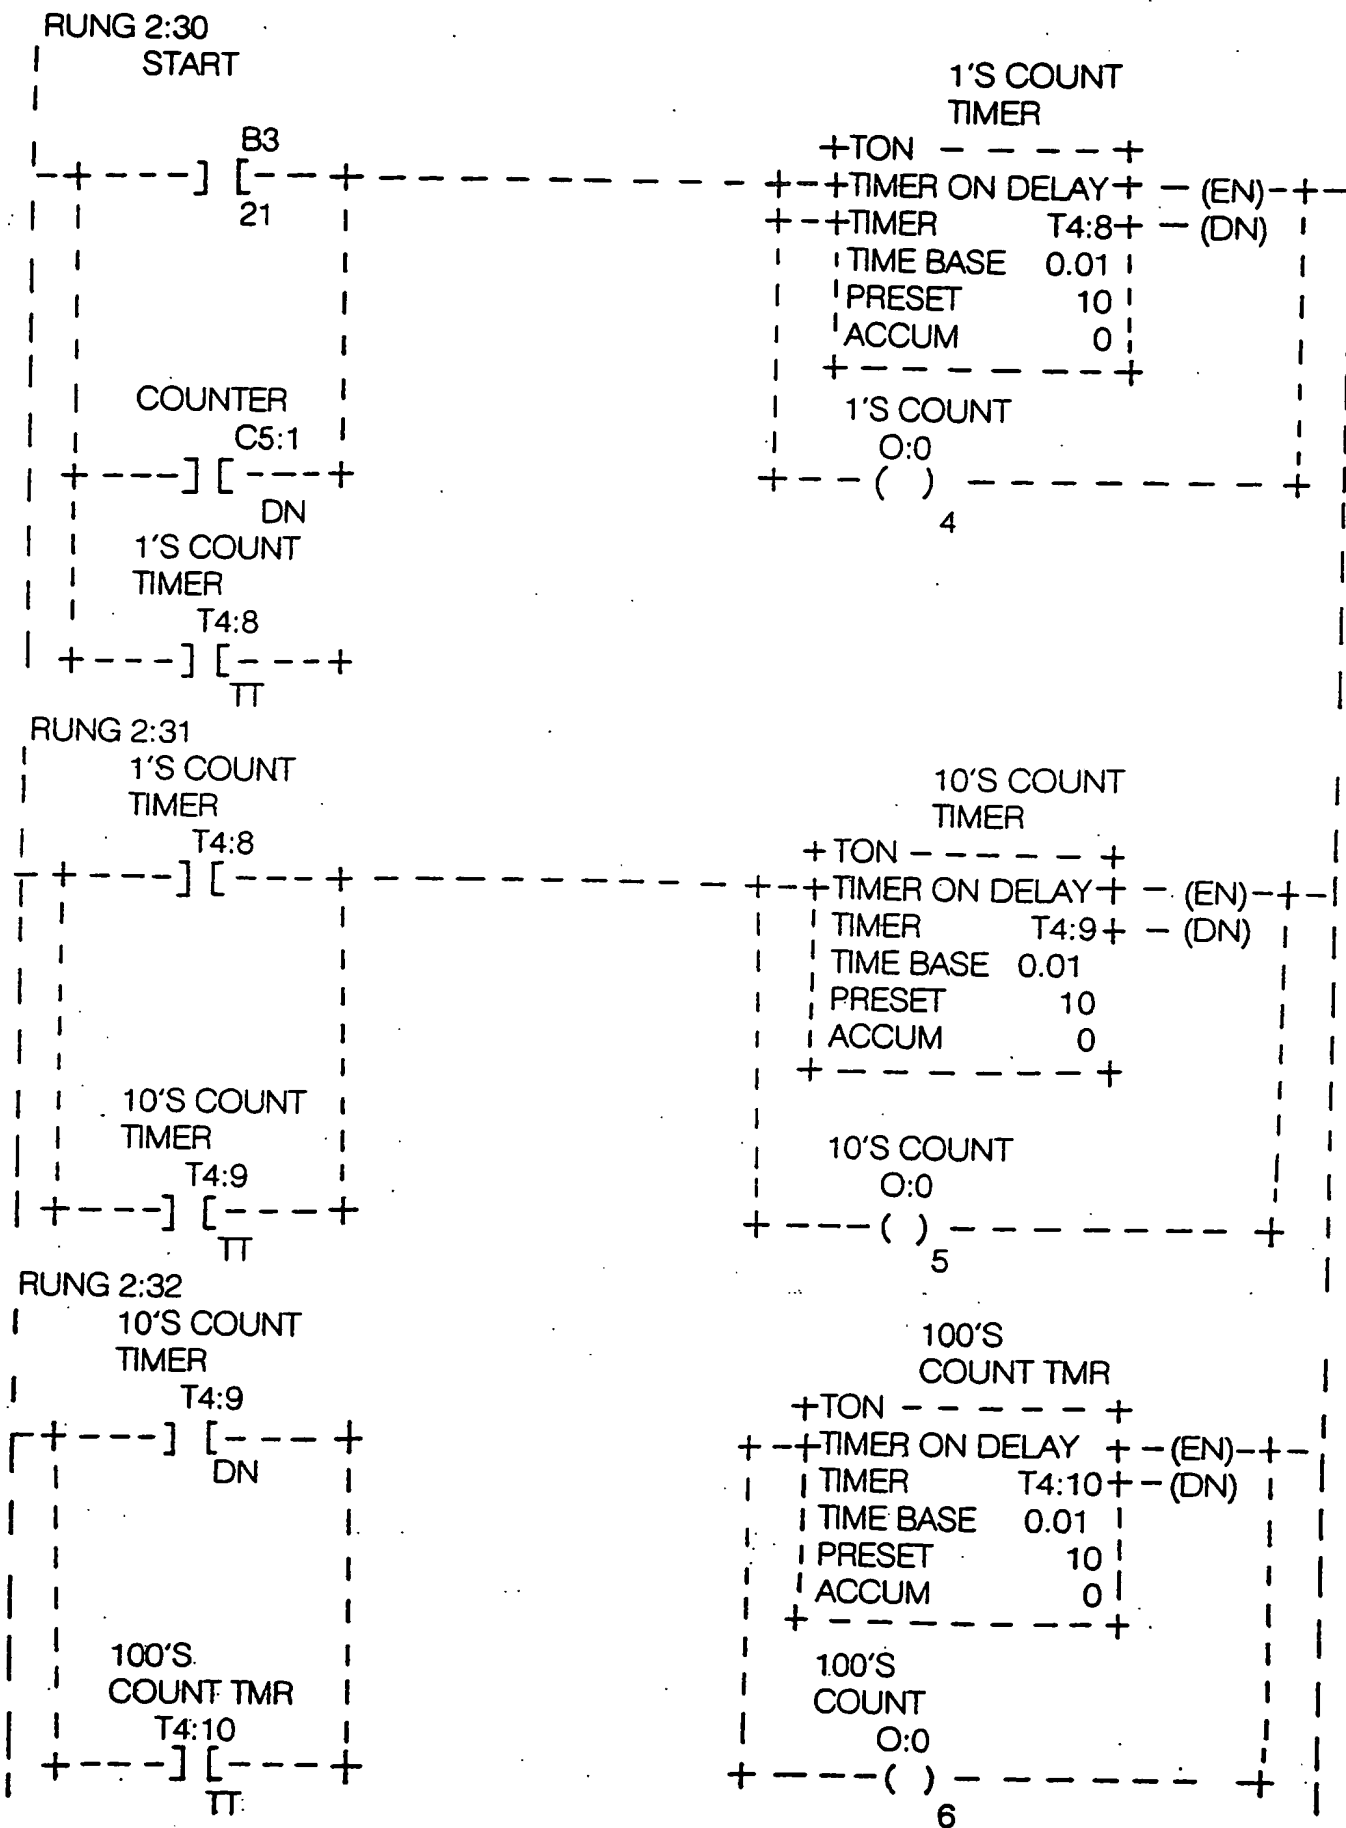 RUNG 2:30
START
B3
] [
21
COUNTER
C5:1
] [
DN
1'S COUNT
TIMER
T4:8
] [
TT
1'S COUNT
TIMER
TON
TIMER ON DELAY (EN)
TIMER T4:8 (DN)
TIME BASE 0.01
PRESET 10
ACCUM 0
1'S COUNT
O:0
( )
4
RUNG 2:31
1'S COUNT
TIMER
T4:8
] [
10'S COUNT
TIMER
T4:9
] [
TT
10'S COUNT
TIMER
TON
TIMER ON DELAY (EN)
TIMER T4:9 (DN)
TIME BASE 0.01
PRESET 10
ACCUM 0
10'S COUNT
O:0
( )
5
RUNG 2:32
10'S COUNT
TIMER
T4:9
] [
DN
100'S
COUNT TMR
T4:10
] [
TT
100'S
COUNT TMR
TON
TIMER ON DELAY (EN)
TIMER T4:10 (DN)
TIME BASE 0.01
PRESET 10
ACCUM 0
100'S
COUNT
O:0
( )
6